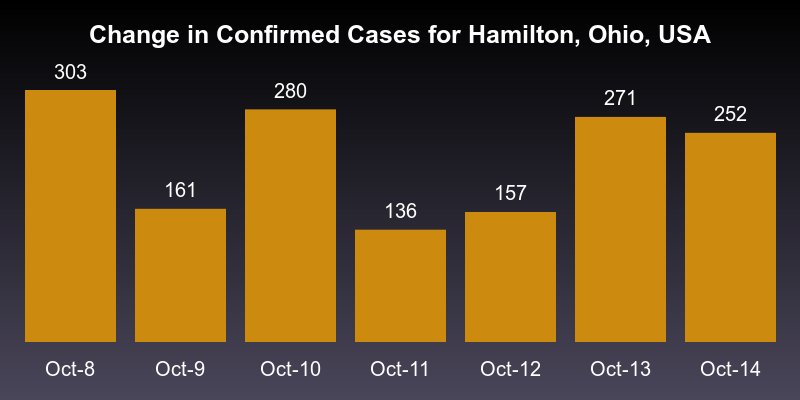 Change in Confirmed Cases for Hamilton, Ohio, USA
303
161
280
136
157
271
252
Oct-8
Oct-9
Oct-10
Oct-11
Oct-12
Oct-13
Oct-14